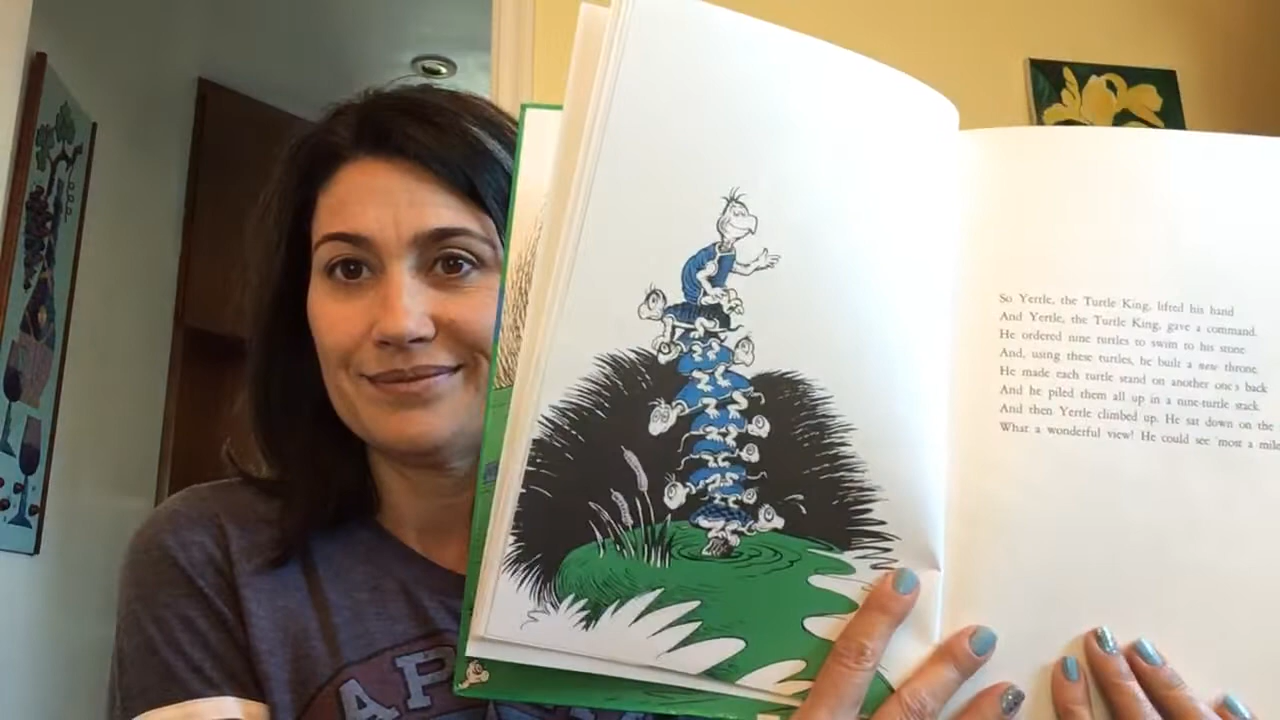 So Yertle, the Turtle King, lifted his hand
And Yertle, the Turtle King, gave a command.
He ordered nine turtles to swim to his stone
And, using these turtles, he built a new throne.
He made each turtle stand on another one's back
And he piled them all up in a nine-turtle stack.
And then Yertle climbed up. He sat down on the
What a wonderful view! He could see 'most a mile
AP